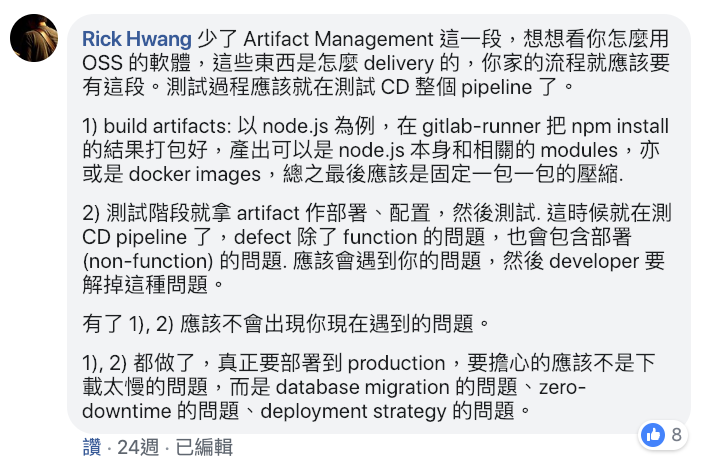 Rick Hwang 少了 Artifact Management 這一段，想想看你怎麼用
OSS 的軟體，這些東西是怎麼 delivery 的，你家的流程就應該要
有這段。測試過程應該就在測試 CD 整個 pipeline 了。
1) build artifacts: 以 node.js 為例，在 gitlab-runner 把 npm install
的結果打包好，產出可以是 node.js 本身和相關的 modules，亦
或是 docker images，總之最後應該是固定一包一包的壓縮.
2) 測試階段就拿 artifact 作部署、配置，然後測試. 這時候就在測
CD pipeline 了，defect 除了 function 的問題，也會包含部署
(non-function) 的問題. 應該會遇到你的問題，然後 developer 要
解掉這種問題。
有了 1), 2) 應該不會出現你現在遇到的問題。
1), 2) 都做了，真正要部署到 production，要擔心的應該不是下
載太慢的問題，而是 database migration 的問題、zero-
downtime 的問題、deployment strategy 的問題。
8
讚 · 24週 · 已編輯